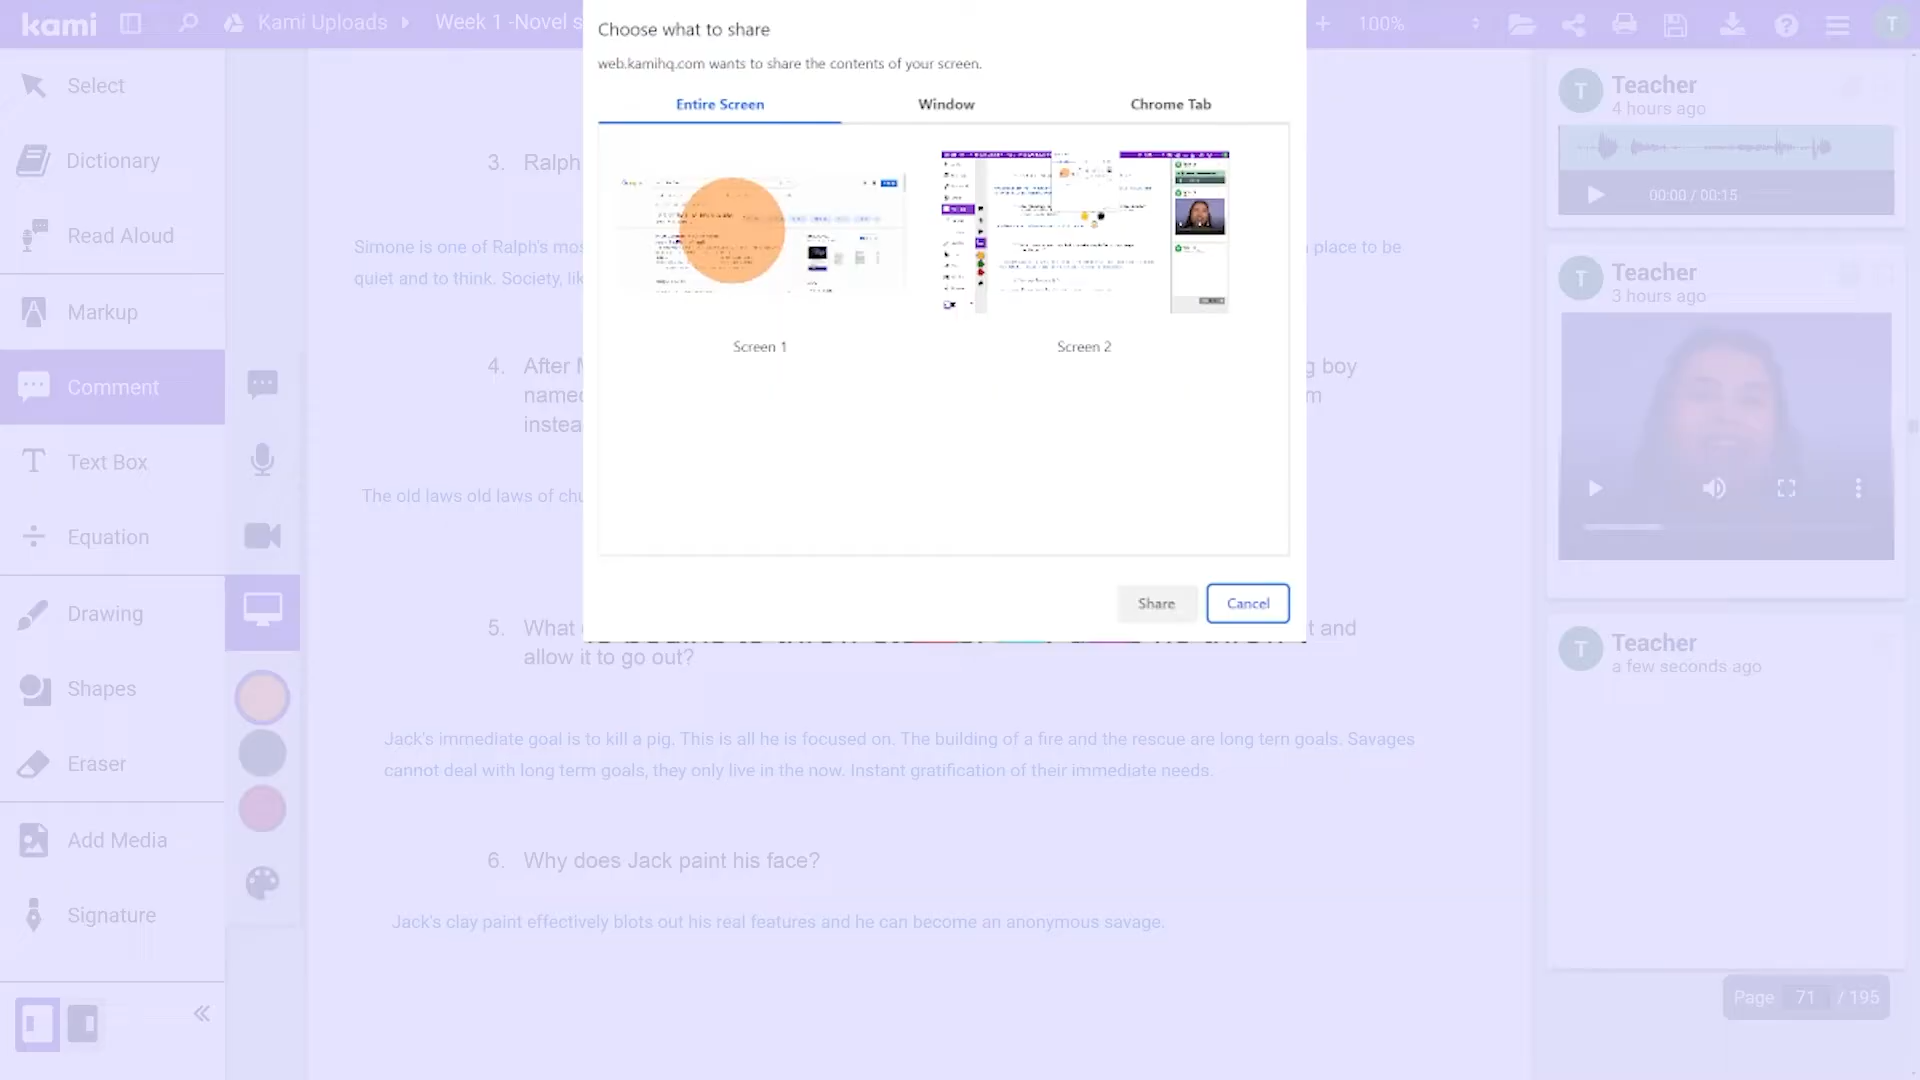 kami
Kami Uploads
Week 1 -Novel s
100%
T
Select
Dictionary
Read Aloud
Markup
Comment
Text Box
Equation
Drawing
Shapes
Eraser
Add Media
Signature
Choose what to share
web.kamihq.com wants to share the contents of your screen.
Entire Screen
Window
Chrome Tab
Screen 1
Screen 2
Share
Cancel
3. Ralph
Simone is one of Ralph's mos place to be
quiet and to think. Society, lik
4. After g boy
name
instea
The old laws old laws of chu
5. What t and
allow it to go out?
Jack's immediate goal is to kill a pig. This is all he is focused on. The building of a fire and the rescue are long tern goals. Savages
cannot deal with long term goals, they only live in the now. Instant gratification of their immediate needs.
6. Why does Jack paint his face?
Jack's clay paint effectively blots out his real features and he can become an anonymous savage.
T
Teacher
4 hours ago
00:00 / 00:15
T
Teacher
3 hours ago
T
Teacher
a few seconds ago
Page 71 / 195